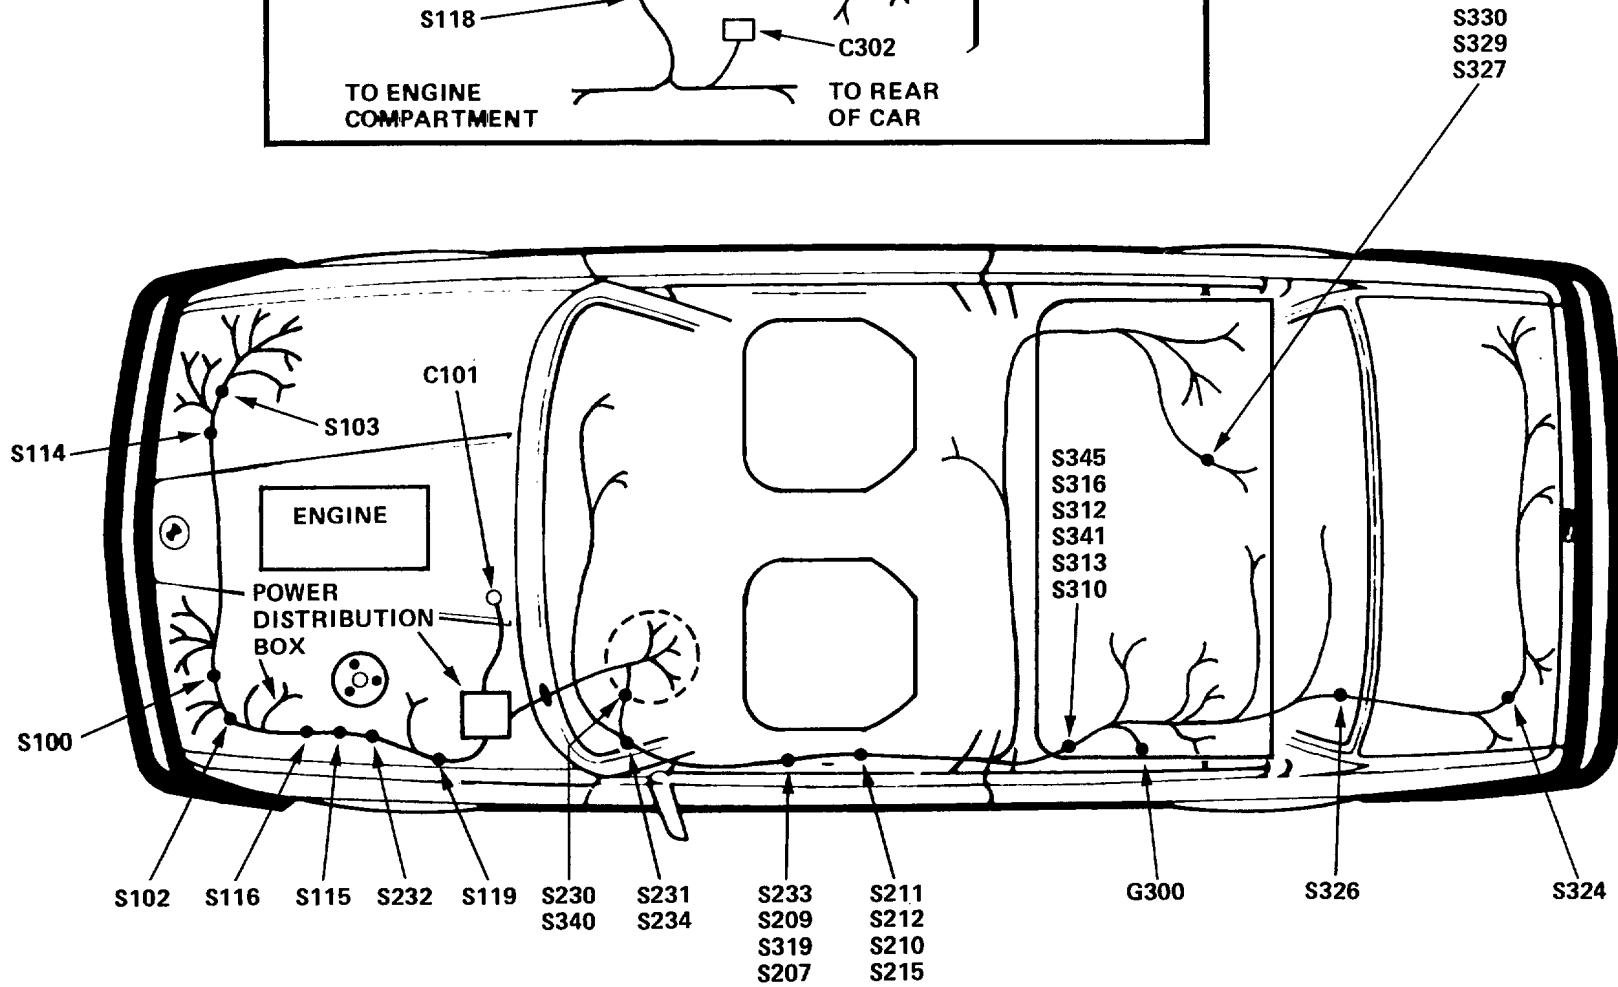 S118
C302
TO ENGINE
COMPARTMENT
TO REAR
OF CAR
S330
S329
S327
C101
S103
S114
ENGINE
POWER
DISTRIBUTION
BOX
S345
S316
S312
S341
S313
S310
S100
S102
S116
S115
S232
S119
S230
S340
S231
S234
S233
S209
S319
S207
S211
S212
S210
S215
G300
S326
S324